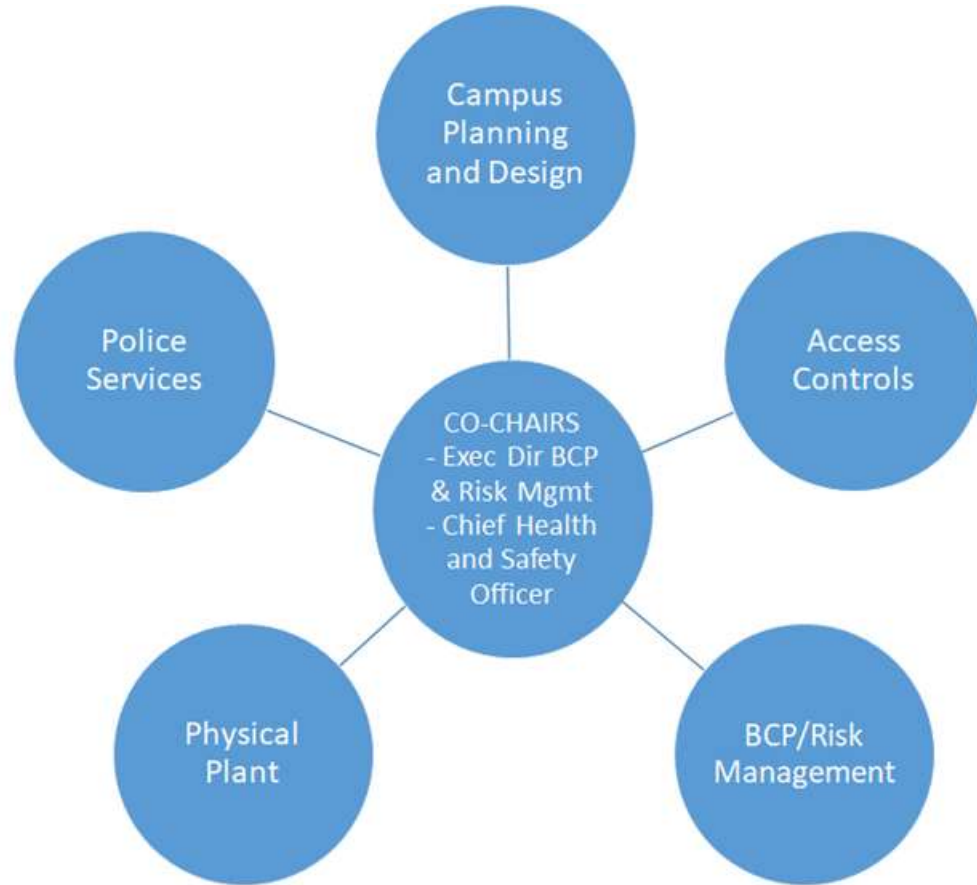 Campus
Planning
and Design
Police
Services
Access
Controls
CO-CHAIRS
- Exec Dir BCP
& Risk Mgmt
- Chief Health
and Safety
Officer
Physical
Plant
BCP/Risk
Management